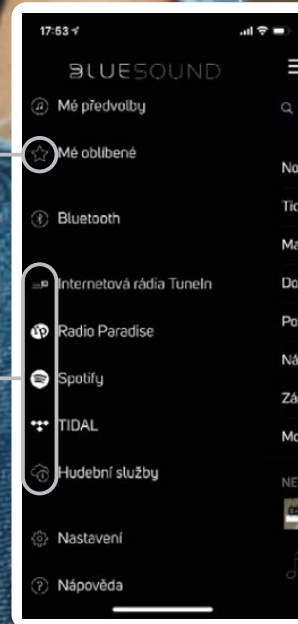 17:53
BLUESOUND
Mé předvolby
Mé oblíbené
No
Bluetooth
Tic
Ma
Internetová rádia TuneIn
Do
Radio Paradise
Po
Spotify
Ná
TIDAL
Zá
Mo
Hudební služby
NE
Nastavení
Nápověda